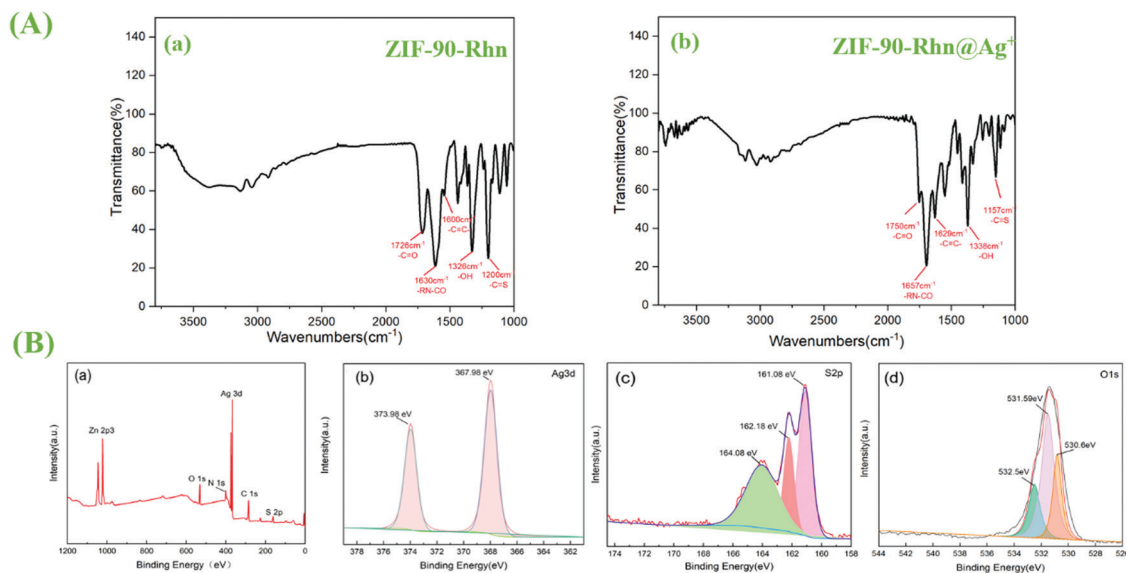 (A)
(a)
ZIF-90-Rhn
140
120
100
80
60
40
20
0
Transmittance(%)
1726cm-1
-C=O
1630cm-1
-RN-CO
1600cm-1
-C=C-
1326cm-1
-OH
1200cm
-C=S
3500
3000
2500
2000
1500
1000
Wavenumbers(cm-1)
(b)
ZIF-90-Rhn@Ag+
140
120
100
80
60
40
20
0
Transmittance(%)
1750cm-1
-C=O
1657cm-1
-RN-CO
1629cm-1
-C=C-
1338cm-1
-OH
1157cm-1
-C=S
3500
3000
2500
2000
1500
1000
Wavenumbers(cm-1)
(B)
(a)
Intensity(a.u.)
Zn 2p3
Ag 3d
O 1s
N 1s
C 1s
S 2p
1200
1000
800
600
400
200
0
Binding Energy (eV)
(b)
Ag3d
367.98 eV
373.98 eV
Intensity(a.u.)
378
376
374
372
370
368
366
364
362
Binding Energy(eV)
(c)
S2p
161.08 eV
162.18 eV
164.08 eV
Intensity(a.u.)
174
172
170
168
166
164
162
160
158
Binding Energy(eV)
(d)
O1s
531.59eV
530.6eV
532.5eV
Intensity(a.u.)
544
542
540
538
536
534
532
530
528
526
Binding Energy(eV)